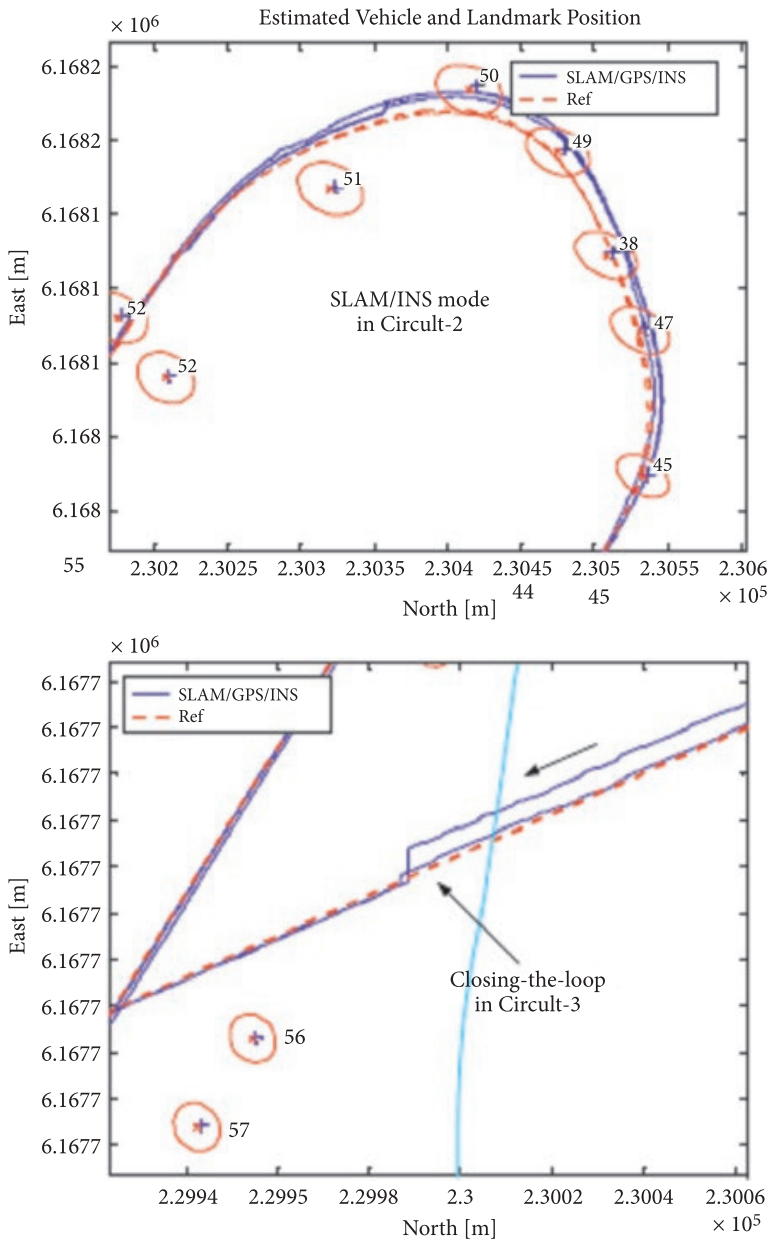 Estimated Vehicle and Landmark Position
× 10⁶
6.1682
6.1682
6.1681
6.1681
6.1681
6.168
6.168
55
East [m]
SLAM/GPS/INS
Ref
50
49
51
38
52
47
52
45
SLAM/INS mode
in Circult-2
2.302 2.3025 2.303 2.3035 2.304 2.3045 2.305 2.3055 2.306
44 45 × 10⁵
North [m]
× 10⁶
6.1677
6.1677
6.1677
6.1677
6.1677
6.1677
6.1677
6.1677
6.1677
6.1677
6.1677
East [m]
SLAM/GPS/INS
Ref
Closing-the-loop
in Circult-3
56
57
2.2994 2.2995 2.2998 2.3 2.3002 2.3004 2.3006
× 10⁵
North [m]